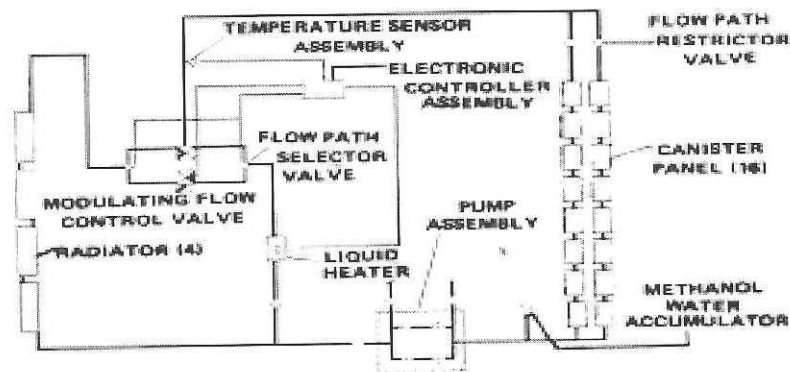 TEMPERATURE SENSOR
ASSEMBLY
FLOW PATH
RESTRICTOR
VALVE
ELECTRONIC
CONTROLLER
ASSEMBLY
FLOW PATH
SELECTOR
VALVE
CANISTER
PANEL (16)
MODULATING FLOW
CONTROL VALVE
PUMP
ASSEMBLY
RADIATOR (4)
LIQUID
HEATER
METHANOL
WATER
ACCUMULATOR